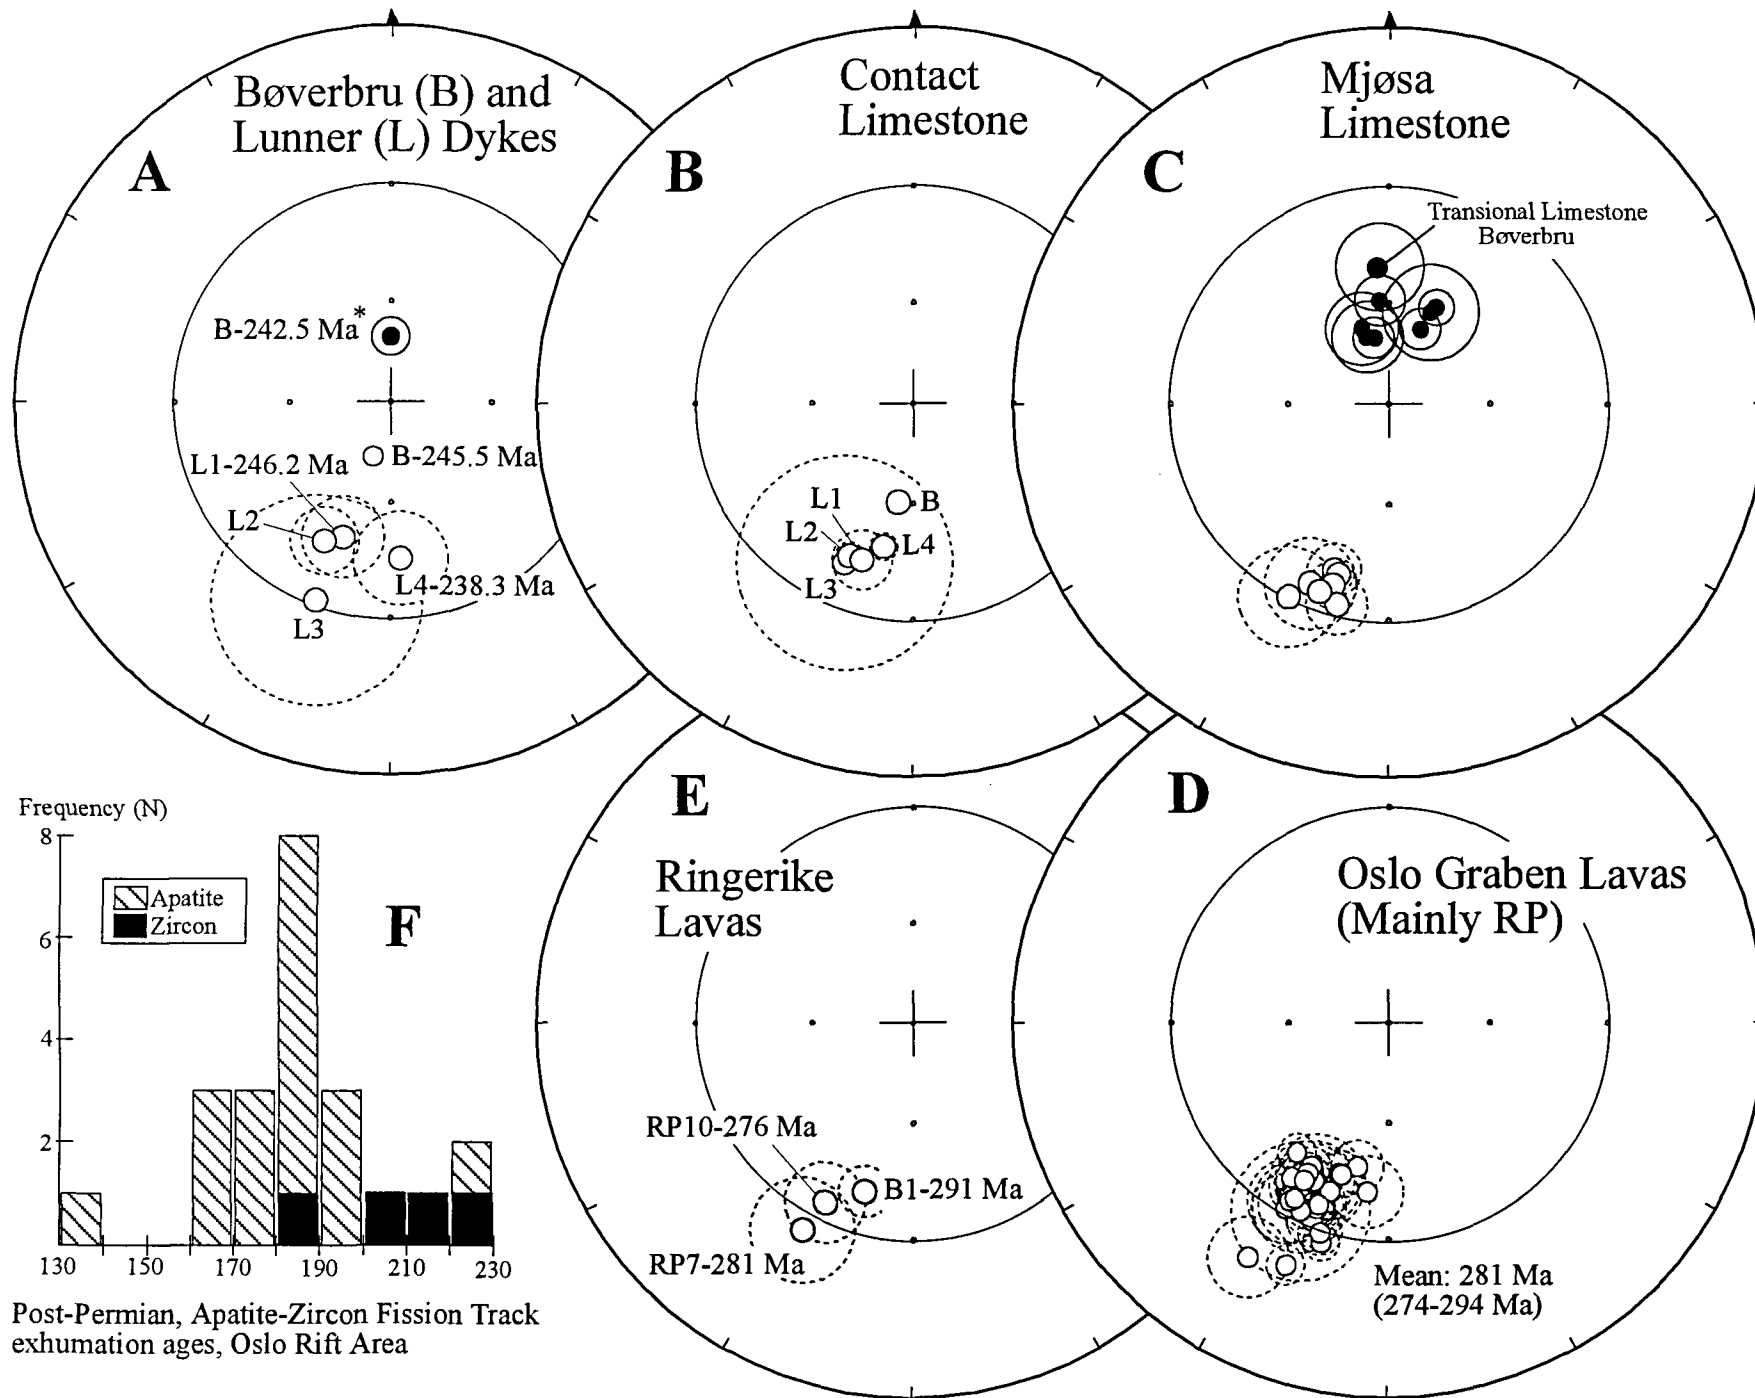 Bøverbru (B) and
Lunner (L) Dykes
A
B-242.5 Ma*
B-245.5 Ma
L1-246.2 Ma
L2
L4-238.3 Ma
L3
Contact
Limestone
B
L1
B
L2
L4
L3
Mjøsa
Limestone
C
Transional Limestone
Bøverbru
E
Ringerike
Lavas
RP10-276 Ma
B1-291 Ma
RP7-281 Ma
D
Oslo Graben Lavas
(Mainly RP)
Mean: 281 Ma
(274-294 Ma)
Frequency (N)
8
6
4
2
Apatite
Zircon
F
130 150 170 190 210 230
Post-Permian, Apatite-Zircon Fission Track
exhumation ages, Oslo Rift Area